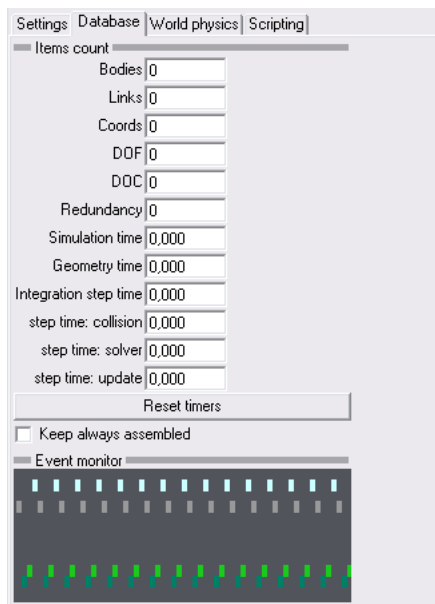 Settings Database World physics Scripting
Items count
Bodies 0
Links 0
Coords 0
DOF 0
DOC 0
Redundancy 0
Simulation time 0,000
Geometry time 0,000
Integration step time 0,000
step time: collision 0,000
step time: solver 0,000
step time: update 0,000
Reset timers
Keep always assembled
Event monitor